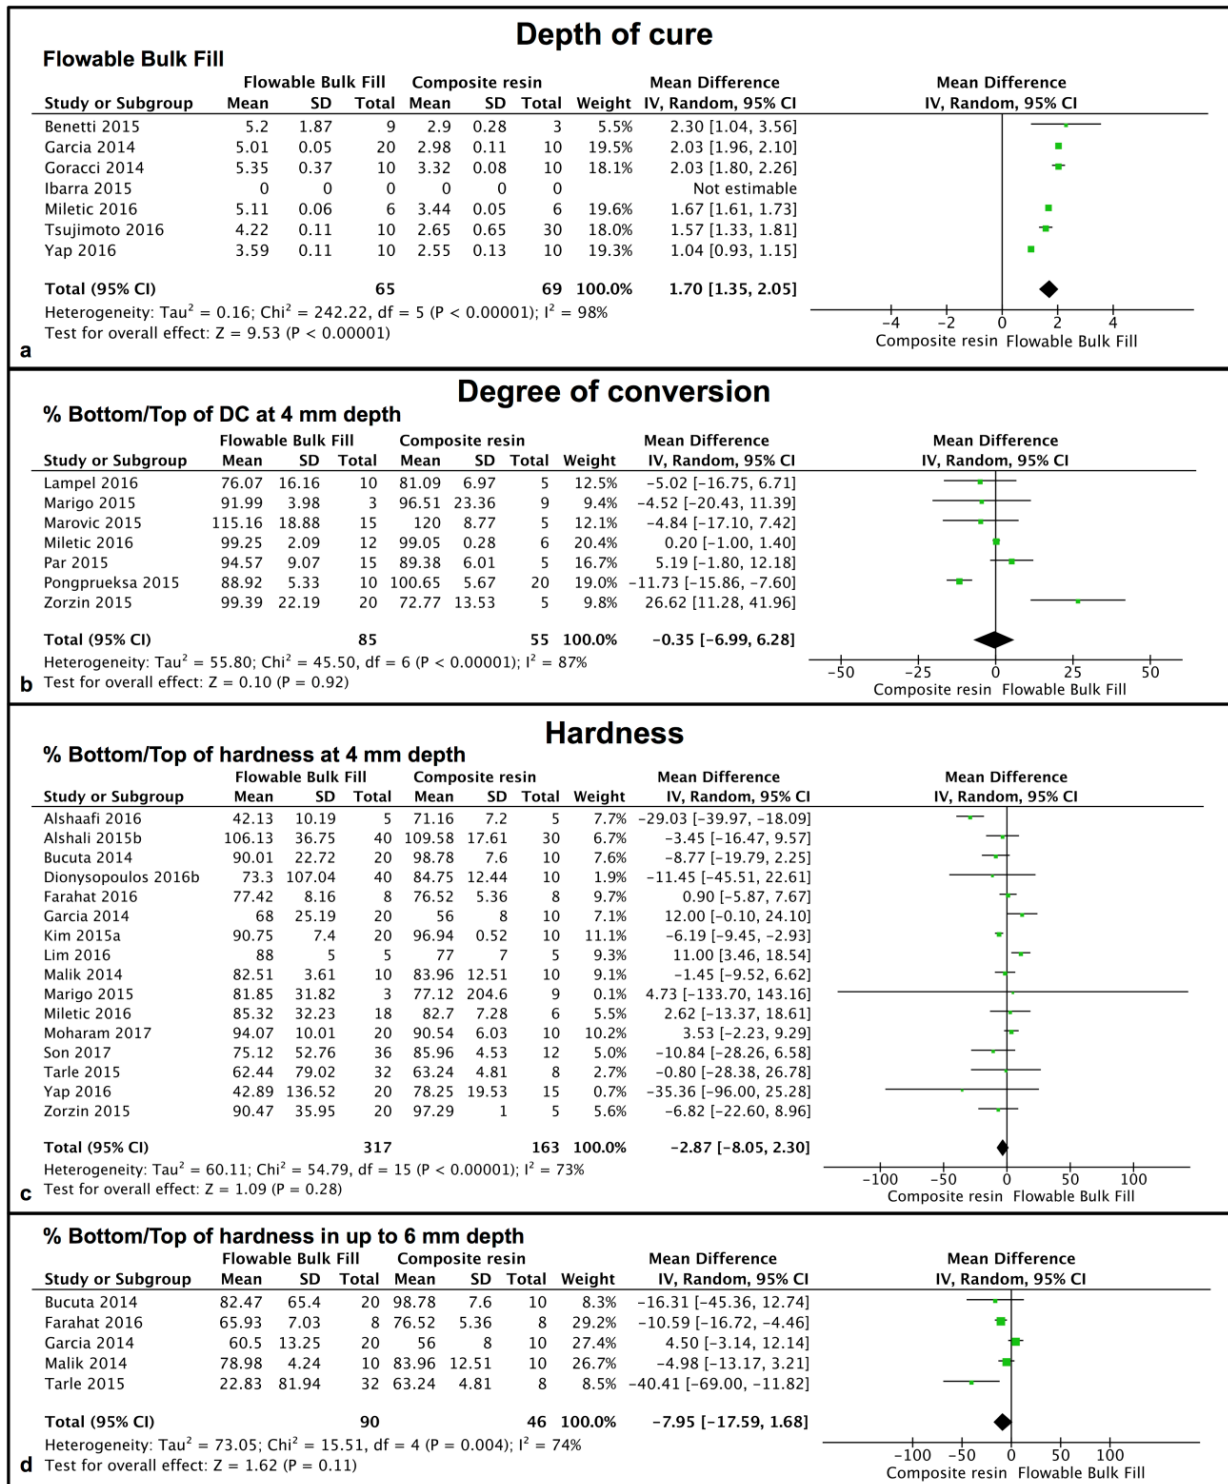 Depth of cure
Flowable Bulk Fill
Flowable Bulk Fill Composite resin Mean Difference Mean Difference
Study or Subgroup Mean SD Total Mean SD Total Weight IV, Random, 95% CI IV, Random, 95% CI
Benetti 2015 5.2 1.87 9 2.9 0.28 3 5.5% 2.30 [1.04, 3.56]
Garcia 2014 5.01 0.05 20 2.98 0.11 10 19.5% 2.03 [1.96, 2.10]
Goracci 2014 5.35 0.37 10 3.32 0.08 10 18.1% 2.03 [1.80, 2.26]
Ibarra 2015 0 0 0 0 0 0 Not estimable
Miletic 2016 5.11 0.06 6 3.44 0.05 6 19.6% 1.67 [1.61, 1.73]
Tsujimoto 2016 4.22 0.11 10 2.65 0.65 30 18.0% 1.57 [1.33, 1.81]
Yap 2016 3.59 0.11 10 2.55 0.13 10 19.3% 1.04 [0.93, 1.15]
Total (95% CI) 65 69 100.0% 1.70 [1.35, 2.05]
Heterogeneity: Tau² = 0.16; Chi² = 242.22, df = 5 (P < 0.00001); I² = 98%
Test for overall effect: Z = 9.53 (P < 0.00001)
−4 −2 0 2 4
Composite resin Flowable Bulk Fill
a
Degree of conversion
% Bottom/Top of DC at 4 mm depth
Flowable Bulk Fill Composite resin Mean Difference Mean Difference
Study or Subgroup Mean SD Total Mean SD Total Weight IV, Random, 95% CI IV, Random, 95% CI
Lampel 2016 76.07 16.16 10 81.09 6.97 5 12.5% −5.02 [−16.75, 6.71]
Marigo 2015 91.99 3.98 3 96.51 23.36 9 9.4% −4.52 [−20.43, 11.39]
Marovic 2015 115.16 18.88 15 120 8.77 5 12.1% −4.84 [−17.10, 7.42]
Miletic 2016 99.25 2.09 12 99.05 0.28 6 20.4% 0.20 [−1.00, 1.40]
Par 2015 94.57 9.07 15 89.38 6.01 5 16.7% 5.19 [−1.80, 12.18]
Pongprueksa 2015 88.92 5.33 10 100.65 5.67 20 19.0% −11.73 [−15.86, −7.60]
Zorzin 2015 99.39 22.19 20 72.77 13.53 5 9.8% 26.62 [11.28, 41.96]
Total (95% CI) 85 55 100.0% −0.35 [−6.99, 6.28]
Heterogeneity: Tau² = 55.80; Chi² = 45.50, df = 6 (P < 0.00001); I² = 87%
Test for overall effect: Z = 0.10 (P = 0.92)
−50 −25 0 25 50
Composite resin Flowable Bulk Fill
b
Hardness
% Bottom/Top of hardness at 4 mm depth
Flowable Bulk Fill Composite resin Mean Difference Mean Difference
Study or Subgroup Mean SD Total Mean SD Total Weight IV, Random, 95% CI IV, Random, 95% CI
Alshaafi 2016 42.13 10.19 5 71.16 7.2 5 7.7% −29.03 [−39.97, −18.09]
Alshali 2015b 106.13 36.75 40 109.58 17.61 30 6.7% −3.45 [−16.47, 9.57]
Bucuta 2014 90.01 22.72 20 98.78 7.6 10 7.6% −8.77 [−19.79, 2.25]
Dionysopoulos 2016b 73.3 107.04 40 84.75 12.44 10 1.9% −11.45 [−45.51, 22.61]
Farahat 2016 77.42 8.16 8 76.52 5.36 8 9.7% 0.90 [−5.87, 7.67]
Garcia 2014 68 25.19 20 56 8 10 7.1% 12.00 [−0.10, 24.10]
Kim 2015a 90.75 7.4 20 96.94 0.52 10 11.1% −6.19 [−9.45, −2.93]
Lim 2016 88 5 5 77 7 5 9.3% 11.00 [3.46, 18.54]
Malik 2014 82.51 3.61 10 83.96 12.51 10 9.1% −1.45 [−9.52, 6.62]
Marigo 2015 81.85 31.82 3 77.12 204.6 9 0.1% 4.73 [−133.70, 143.16]
Miletic 2016 85.32 32.23 18 82.7 7.28 6 5.5% 2.62 [−13.37, 18.61]
Moharam 2017 94.07 10.01 20 90.54 6.03 10 10.2% 3.53 [−2.23, 9.29]
Son 2017 75.12 52.76 36 85.96 4.53 12 5.0% −10.84 [−28.26, 6.58]
Tarle 2015 62.44 79.02 32 63.24 4.81 8 2.7% −0.80 [−28.38, 26.78]
Yap 2016 42.89 136.52 20 78.25 19.53 15 0.7% −35.36 [−96.00, 25.28]
Zorzin 2015 90.47 35.95 20 97.29 1 5 5.6% −6.82 [−22.60, 8.96]
Total (95% CI) 317 163 100.0% −2.87 [−8.05, 2.30]
Heterogeneity: Tau² = 60.11; Chi² = 54.79, df = 15 (P < 0.00001); I² = 73%
Test for overall effect: Z = 1.09 (P = 0.28)
−100 −50 0 50 100
Composite resin Flowable Bulk Fill
c
% Bottom/Top of hardness in up to 6 mm depth
Flowable Bulk Fill Composite resin Mean Difference Mean Difference
Study or Subgroup Mean SD Total Mean SD Total Weight IV, Random, 95% CI IV, Random, 95% CI
Bucuta 2014 82.47 65.4 20 98.78 7.6 10 8.3% −16.31 [−45.36, 12.74]
Farahat 2016 65.93 7.03 8 76.52 5.36 8 29.2% −10.59 [−16.72, −4.46]
Garcia 2014 60.5 13.25 20 56 8 10 27.4% 4.50 [−3.14, 12.14]
Malik 2014 78.98 4.24 10 83.96 12.51 10 26.7% −4.98 [−13.17, 3.21]
Tarle 2015 22.83 81.94 32 63.24 4.81 8 8.5% −40.41 [−69.00, −11.82]
Total (95% CI) 90 46 100.0% −7.95 [−17.59, 1.68]
Heterogeneity: Tau² = 73.05; Chi² = 15.51, df = 4 (P = 0.004); I² = 74%
Test for overall effect: Z = 1.62 (P = 0.11)
−100 −50 0 50 100
Composite resin Flowable Bulk Fill
d